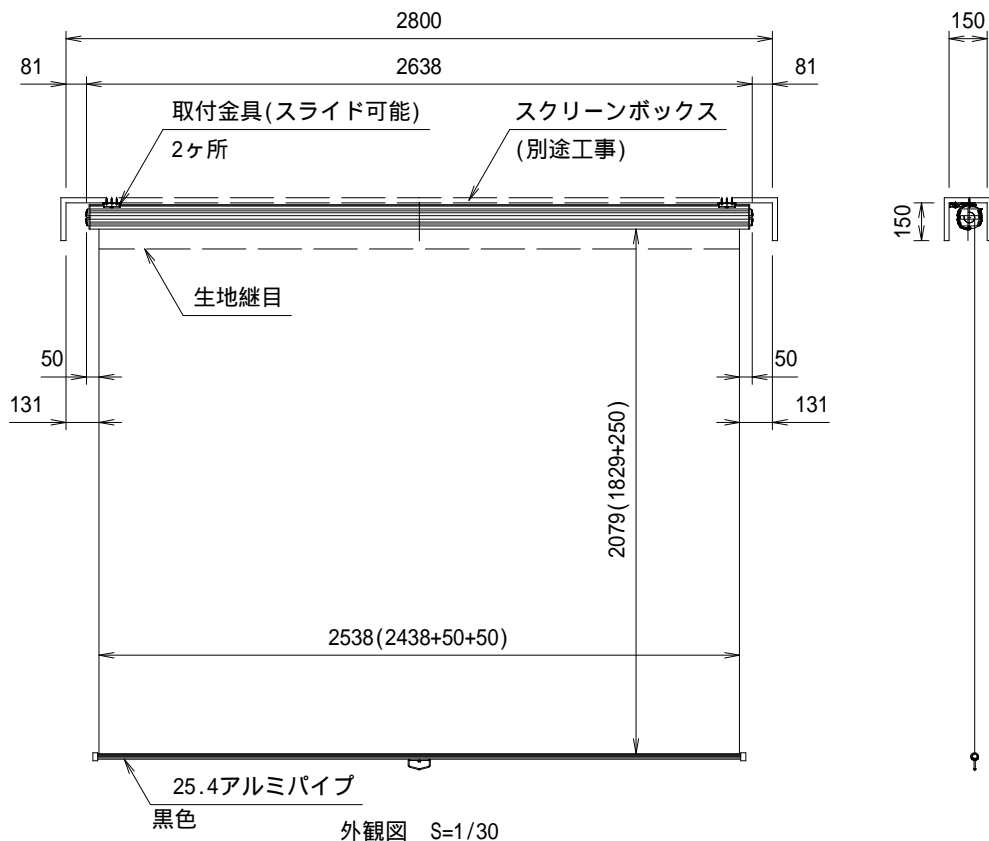 2800
150
81
2638
81
取付金具(スライド可能)
2ヶ所
スクリーンボックス
(別途工事)
150
生地継目
50
50
131
131
2079(1829+250)
2538(2438+50+50)
25.4アルミパイプ
黒色
外観図 S=1/30